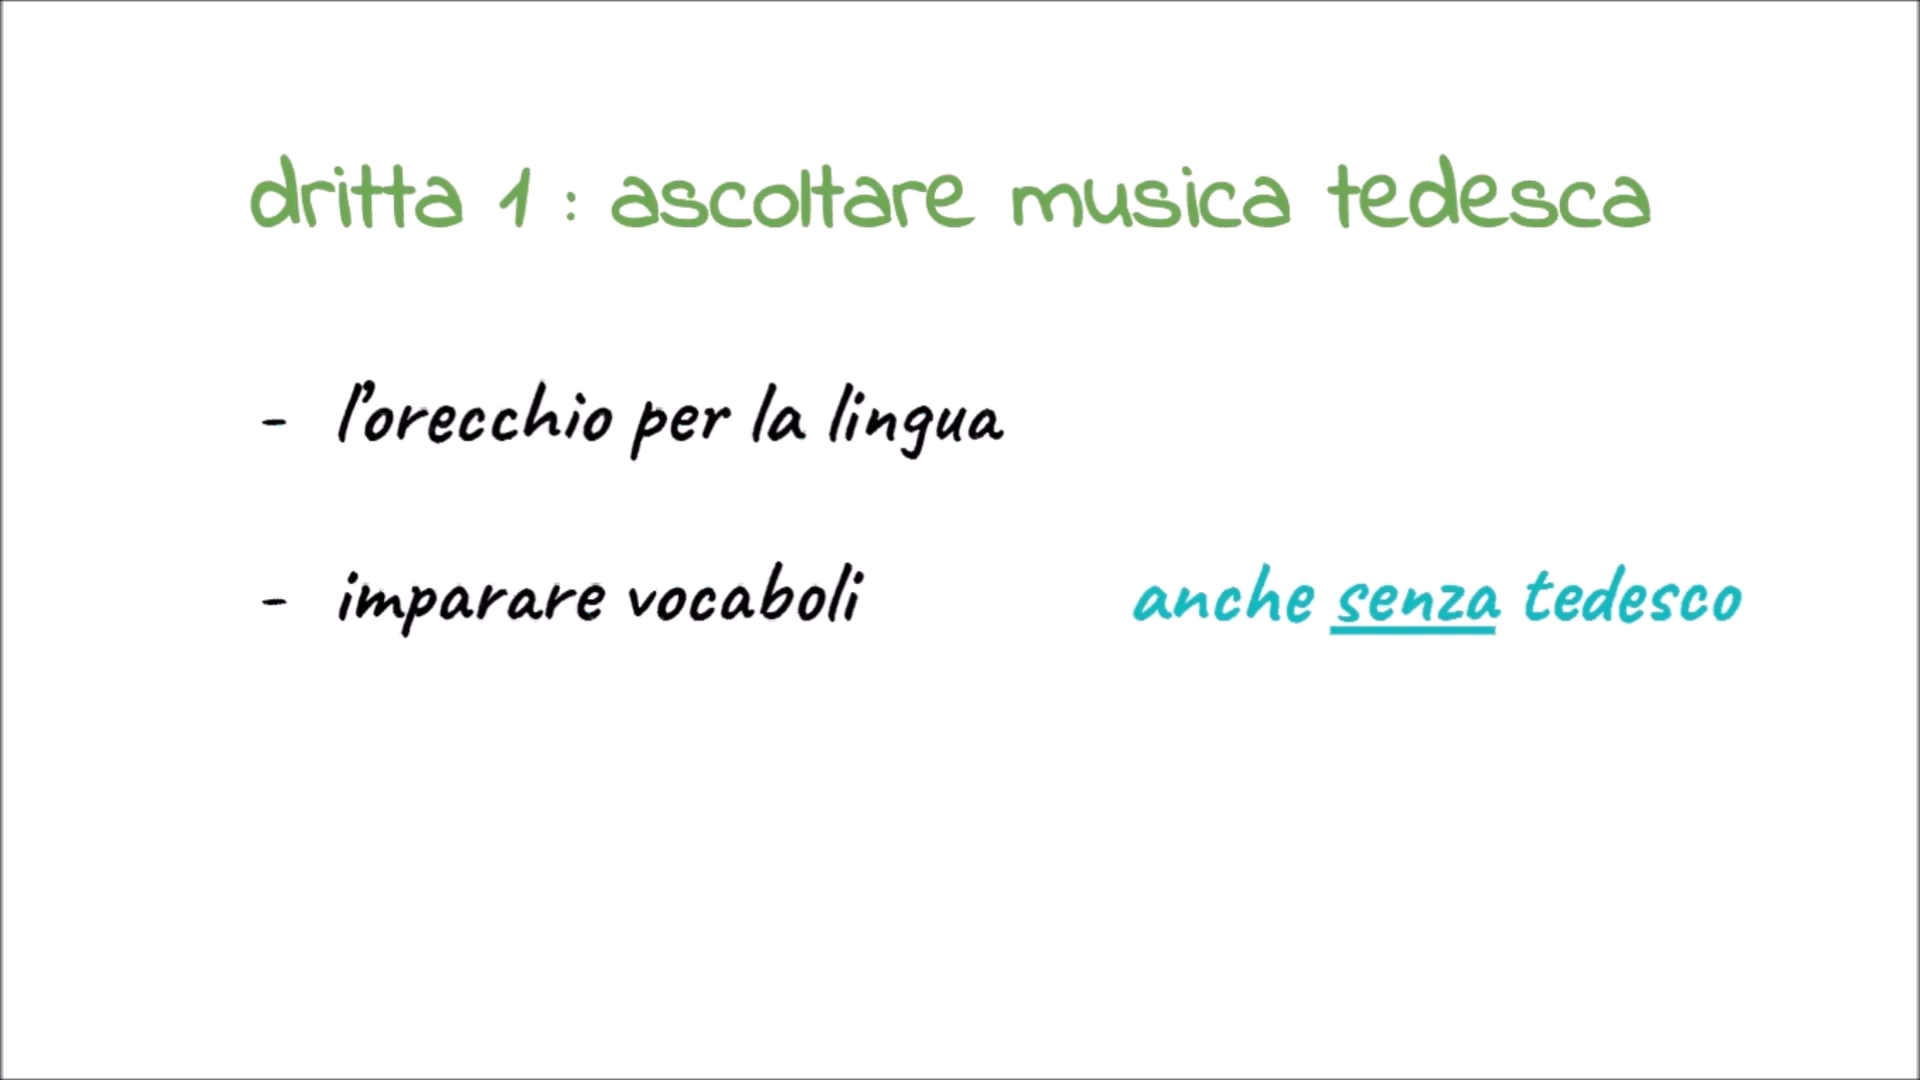 dritta 1 : ascoltare musica tedesca
- l'orecchio per la lingua
- imparare vocaboli
anche senza tedesco